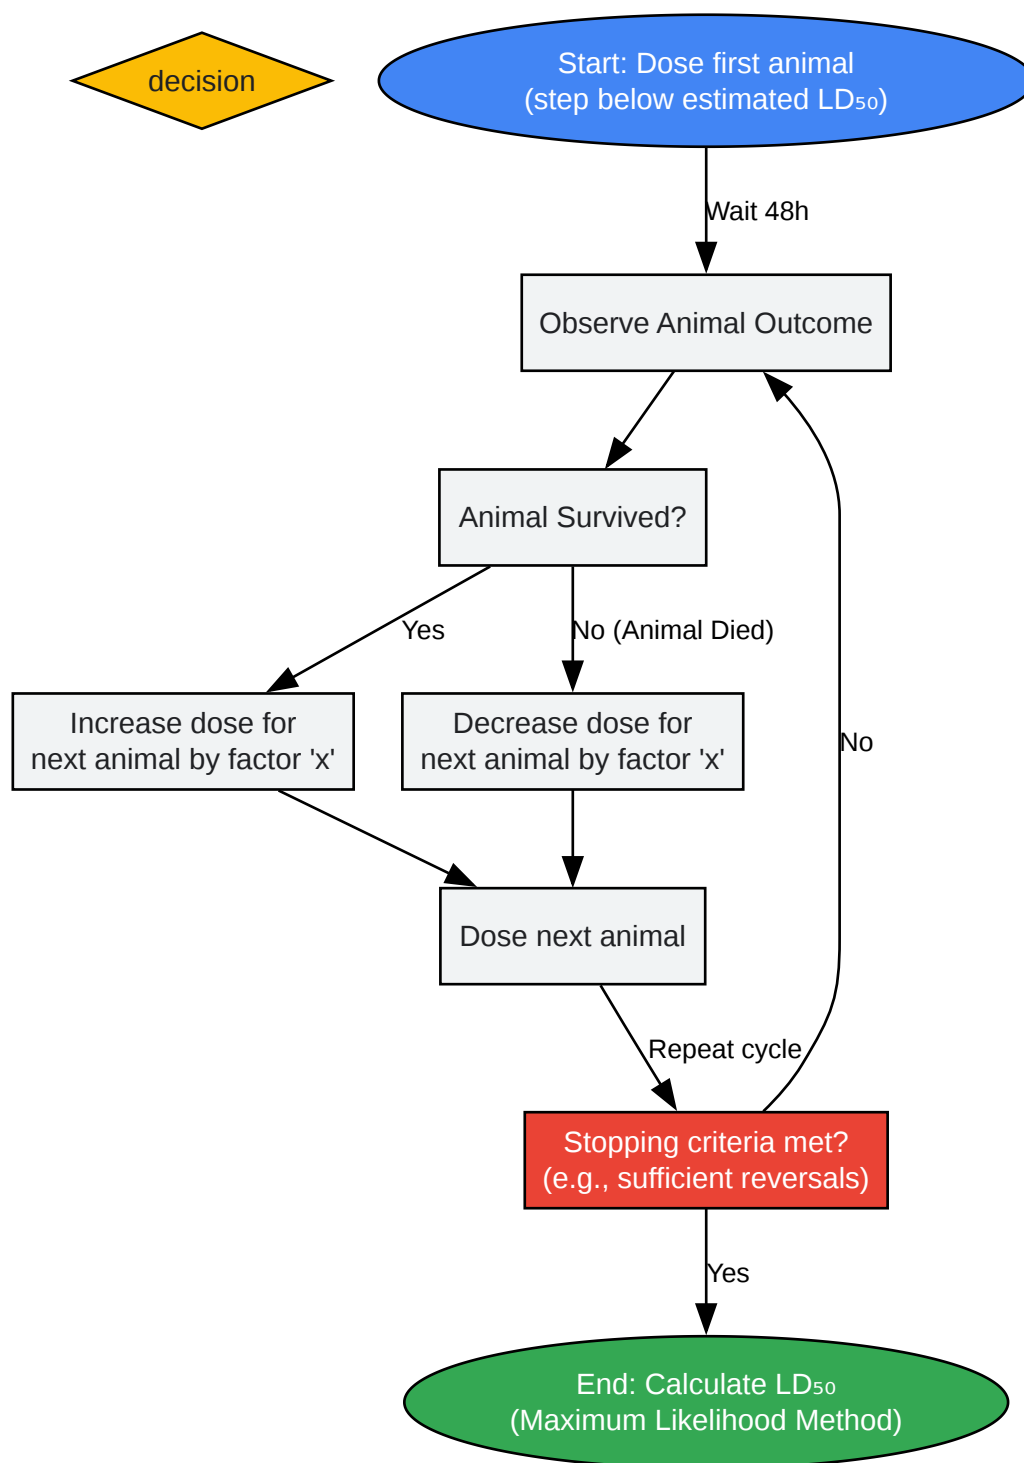 decision
Start: Dose first animal
(step below estimated LD₅₀)
Wait 48h
Observe Animal Outcome
Animal Survived?
Yes
No (Animal Died)
Increase dose for
next animal by factor 'x'
Decrease dose for
next animal by factor 'x'
No
Dose next animal
Repeat cycle
Stopping criteria met?
(e.g., sufficient reversals)
Yes
End: Calculate LD₅₀
(Maximum Likelihood Method)